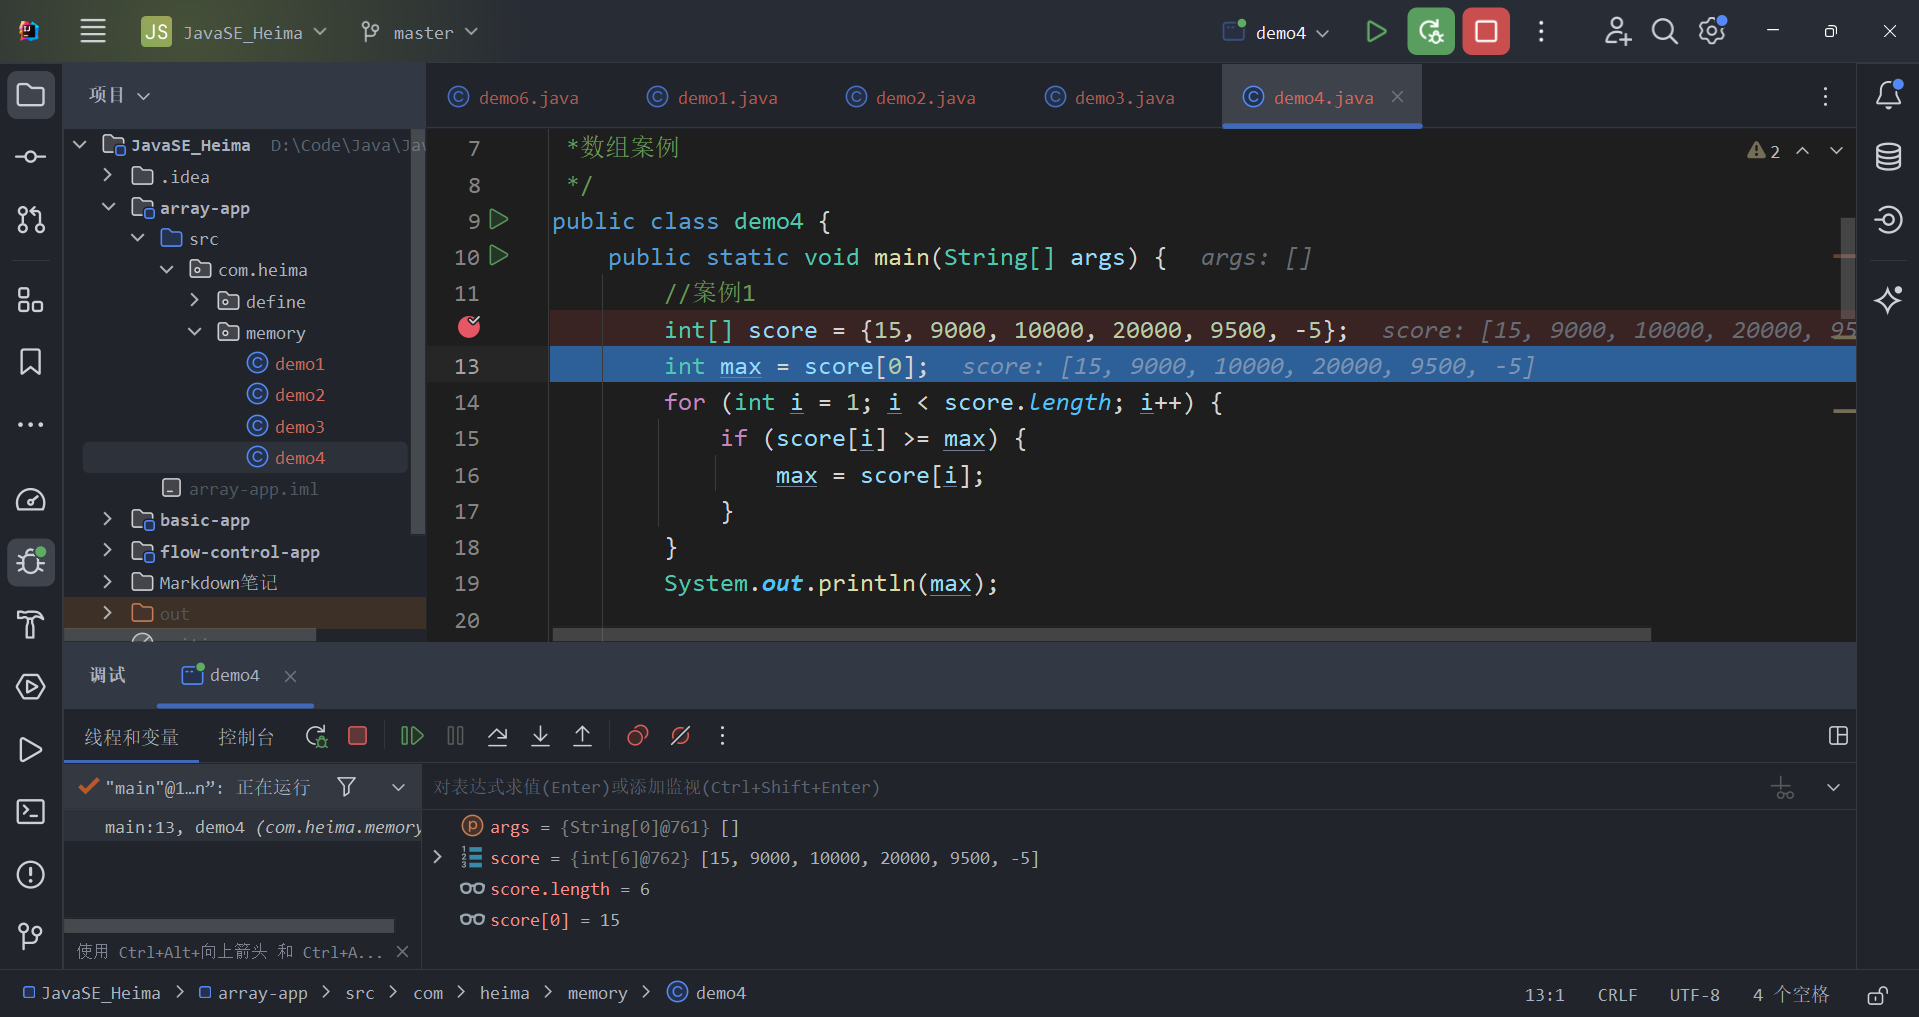 JS JavaSE_Heima master demo4
项目
demo6.java demo1.java demo2.java demo3.java demo4.java
JavaSE_Heima D:\Code\Java\Jav
.idea
array-app
src
com.heima
define
memory
demo1
demo2
demo3
demo4
array-app.iml
basic-app
flow-control-app
Markdown笔记
out
2
7 *数组案例
8 */
9 public class demo4 {
10 public static void main(String[] args) { args: []
11 //案例1
int[] score = {15, 9000, 10000, 20000, 9500, -5}; score: [15, 9000, 10000, 20000, 95
13 int max = score[0]; score: [15, 9000, 10000, 20000, 9500, -5]
14 for (int i = 1; i < score.length; i++) {
15 if (score[i] >= max) {
16 max = score[i];
17 }
18 }
19 System.out.println(max);
20
调试 demo4
线程和变量 控制台
"main"@1…n”: 正在运行
main:13, demo4 (com.heima.memory
对表达式求值(Enter)或添加监视(Ctrl+Shift+Enter)
args = {String[0]@761} []
score = {int[6]@762} [15, 9000, 10000, 20000, 9500, -5]
score.length = 6
score[0] = 15
使用 Ctrl+Alt+向上箭头 和 Ctrl+A...
JavaSE_Heima > array-app > src > com > heima > memory > demo4
13:1 CRLF UTF-8 4 个空格